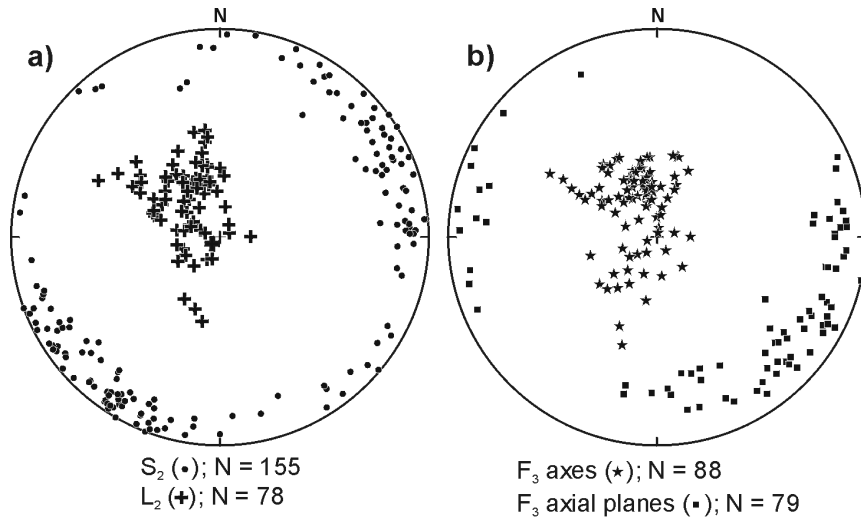 N
a)
S₂ (•); N = 155
L₂ (✚); N = 78
N
b)
F₃ axes (★); N = 88
F₃ axial planes (▪); N = 79